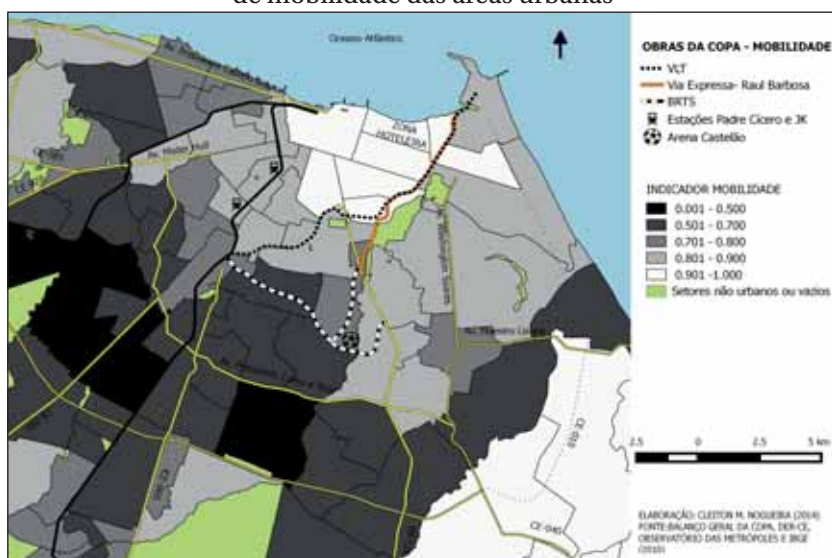 de mobilidade das áreas urbanas
Oceano Atlântico
OBRAS DA COPA - MOBILIDADE
VLT
Via Expressa- Raul Barbosa
BRTS
Estações Padre Cícero e JK
Arena Castelão
ZONA
HOTELEIRA
Av. Mister Hull
INDICADOR MOBILIDADE
0.001 - 0.500
0.501 - 0.700
0.701 - 0.800
0.801 - 0.900
0.901 -1.000
Setores não urbanos ou vazios
CE-010
CE-040
2.5 0 2.5 5 km
ELABORAÇÃO: CLEITON M. NOGUEIRA (2014)
FONTE:BALANÇO GERAL DA COPA, DER-CE,
OBSERVATÓRIO DAS METRÓPOLES E IBGE
(2010)